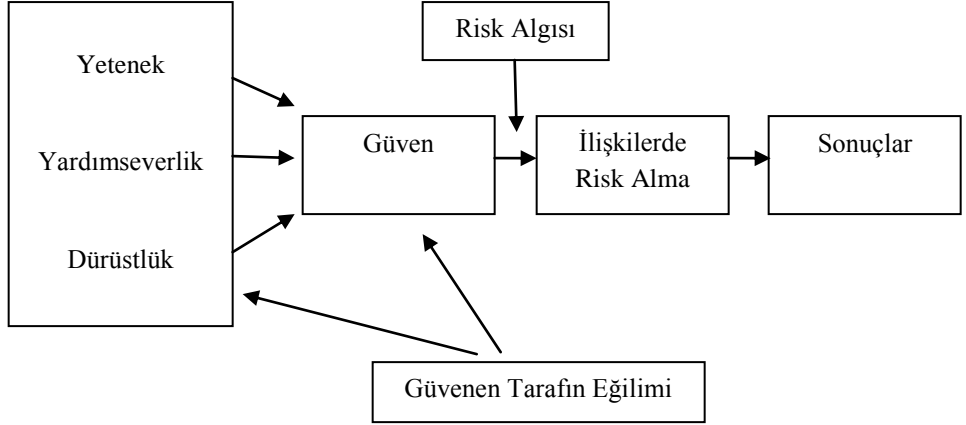 Risk Algısı
Yetenek
Yardımseverlik
Dürüstlük
Güven
İlişkilerde
Risk Alma
Sonuçlar
Güvenen Tarafın Eğilimi